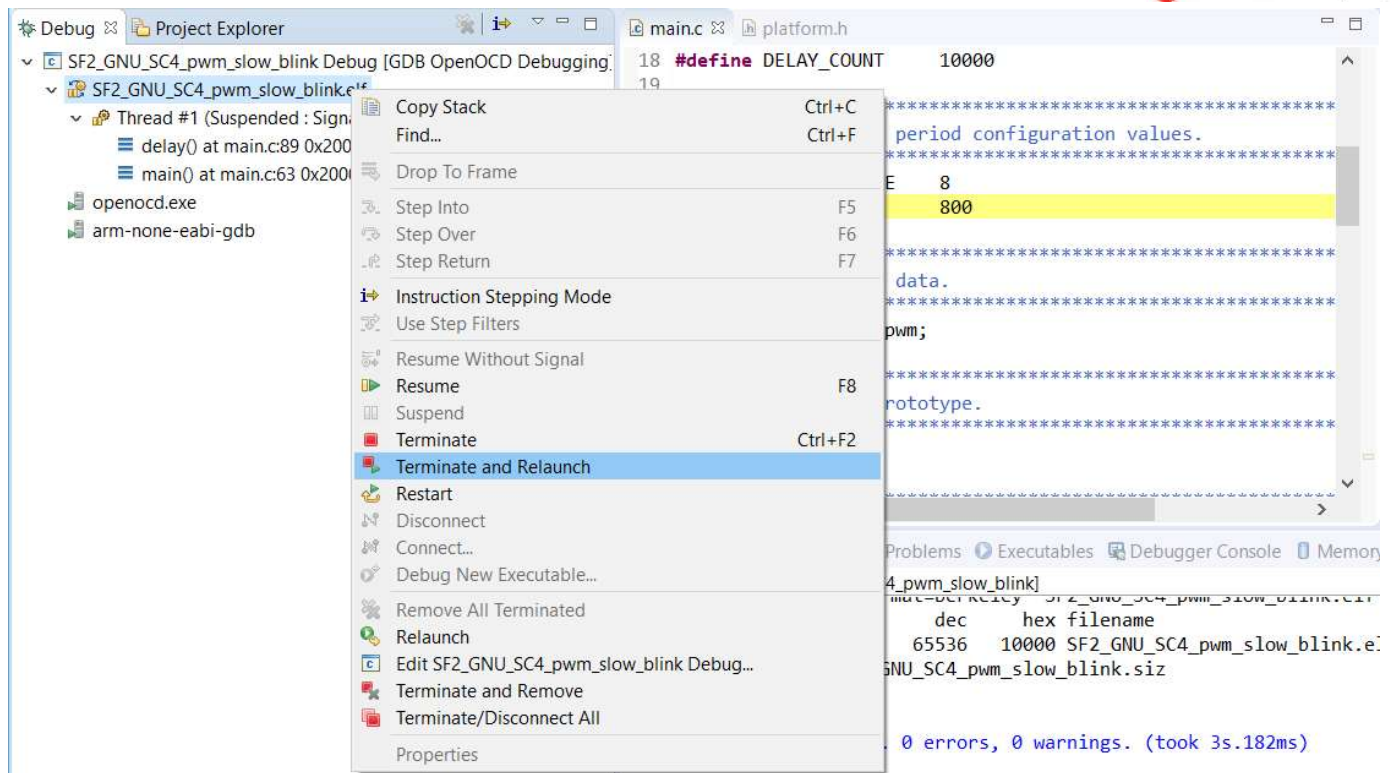 Debug Project Explorer
SF2_GNU_SC4_pwm_slow_blink Debug [GDB OpenOCD Debugging]
SF2_GNU_SC4_pwm_slow_blink.elf
Thread #1 (Suspended : Sign
delay() at main.c:89 0x200
main() at main.c:63 0x200
openocd.exe
arm-none-eabi-gdb
Copy Stack Ctrl+C
Find... Ctrl+F
Drop To Frame
Step Into F5
Step Over F6
Step Return F7
Instruction Stepping Mode
Use Step Filters
Resume Without Signal
Resume F8
Suspend
Terminate Ctrl+F2
Terminate and Relaunch
Restart
Disconnect
Connect...
Debug New Executable...
Remove All Terminated
Relaunch
Edit SF2_GNU_SC4_pwm_slow_blink Debug...
Terminate and Remove
Terminate/Disconnect All
Properties
main.c platform.h
18 #define DELAY_COUNT 10000
19
****************************************
period configuration values.
****************************************
E 8
800
****************************************
data.
****************************************
pwm;
****************************************
rototype.
****************************************
****************************************
Problems Executables Debugger Console Memory
4_pwm_slow_blink]
mat=berkeley SF2_GNU_SC4_pwm_slow_blink.elf
dec hex filename
65536 10000 SF2_GNU_SC4_pwm_slow_blink.el
GNU_SC4_pwm_slow_blink.siz
. 0 errors, 0 warnings. (took 3s.182ms)